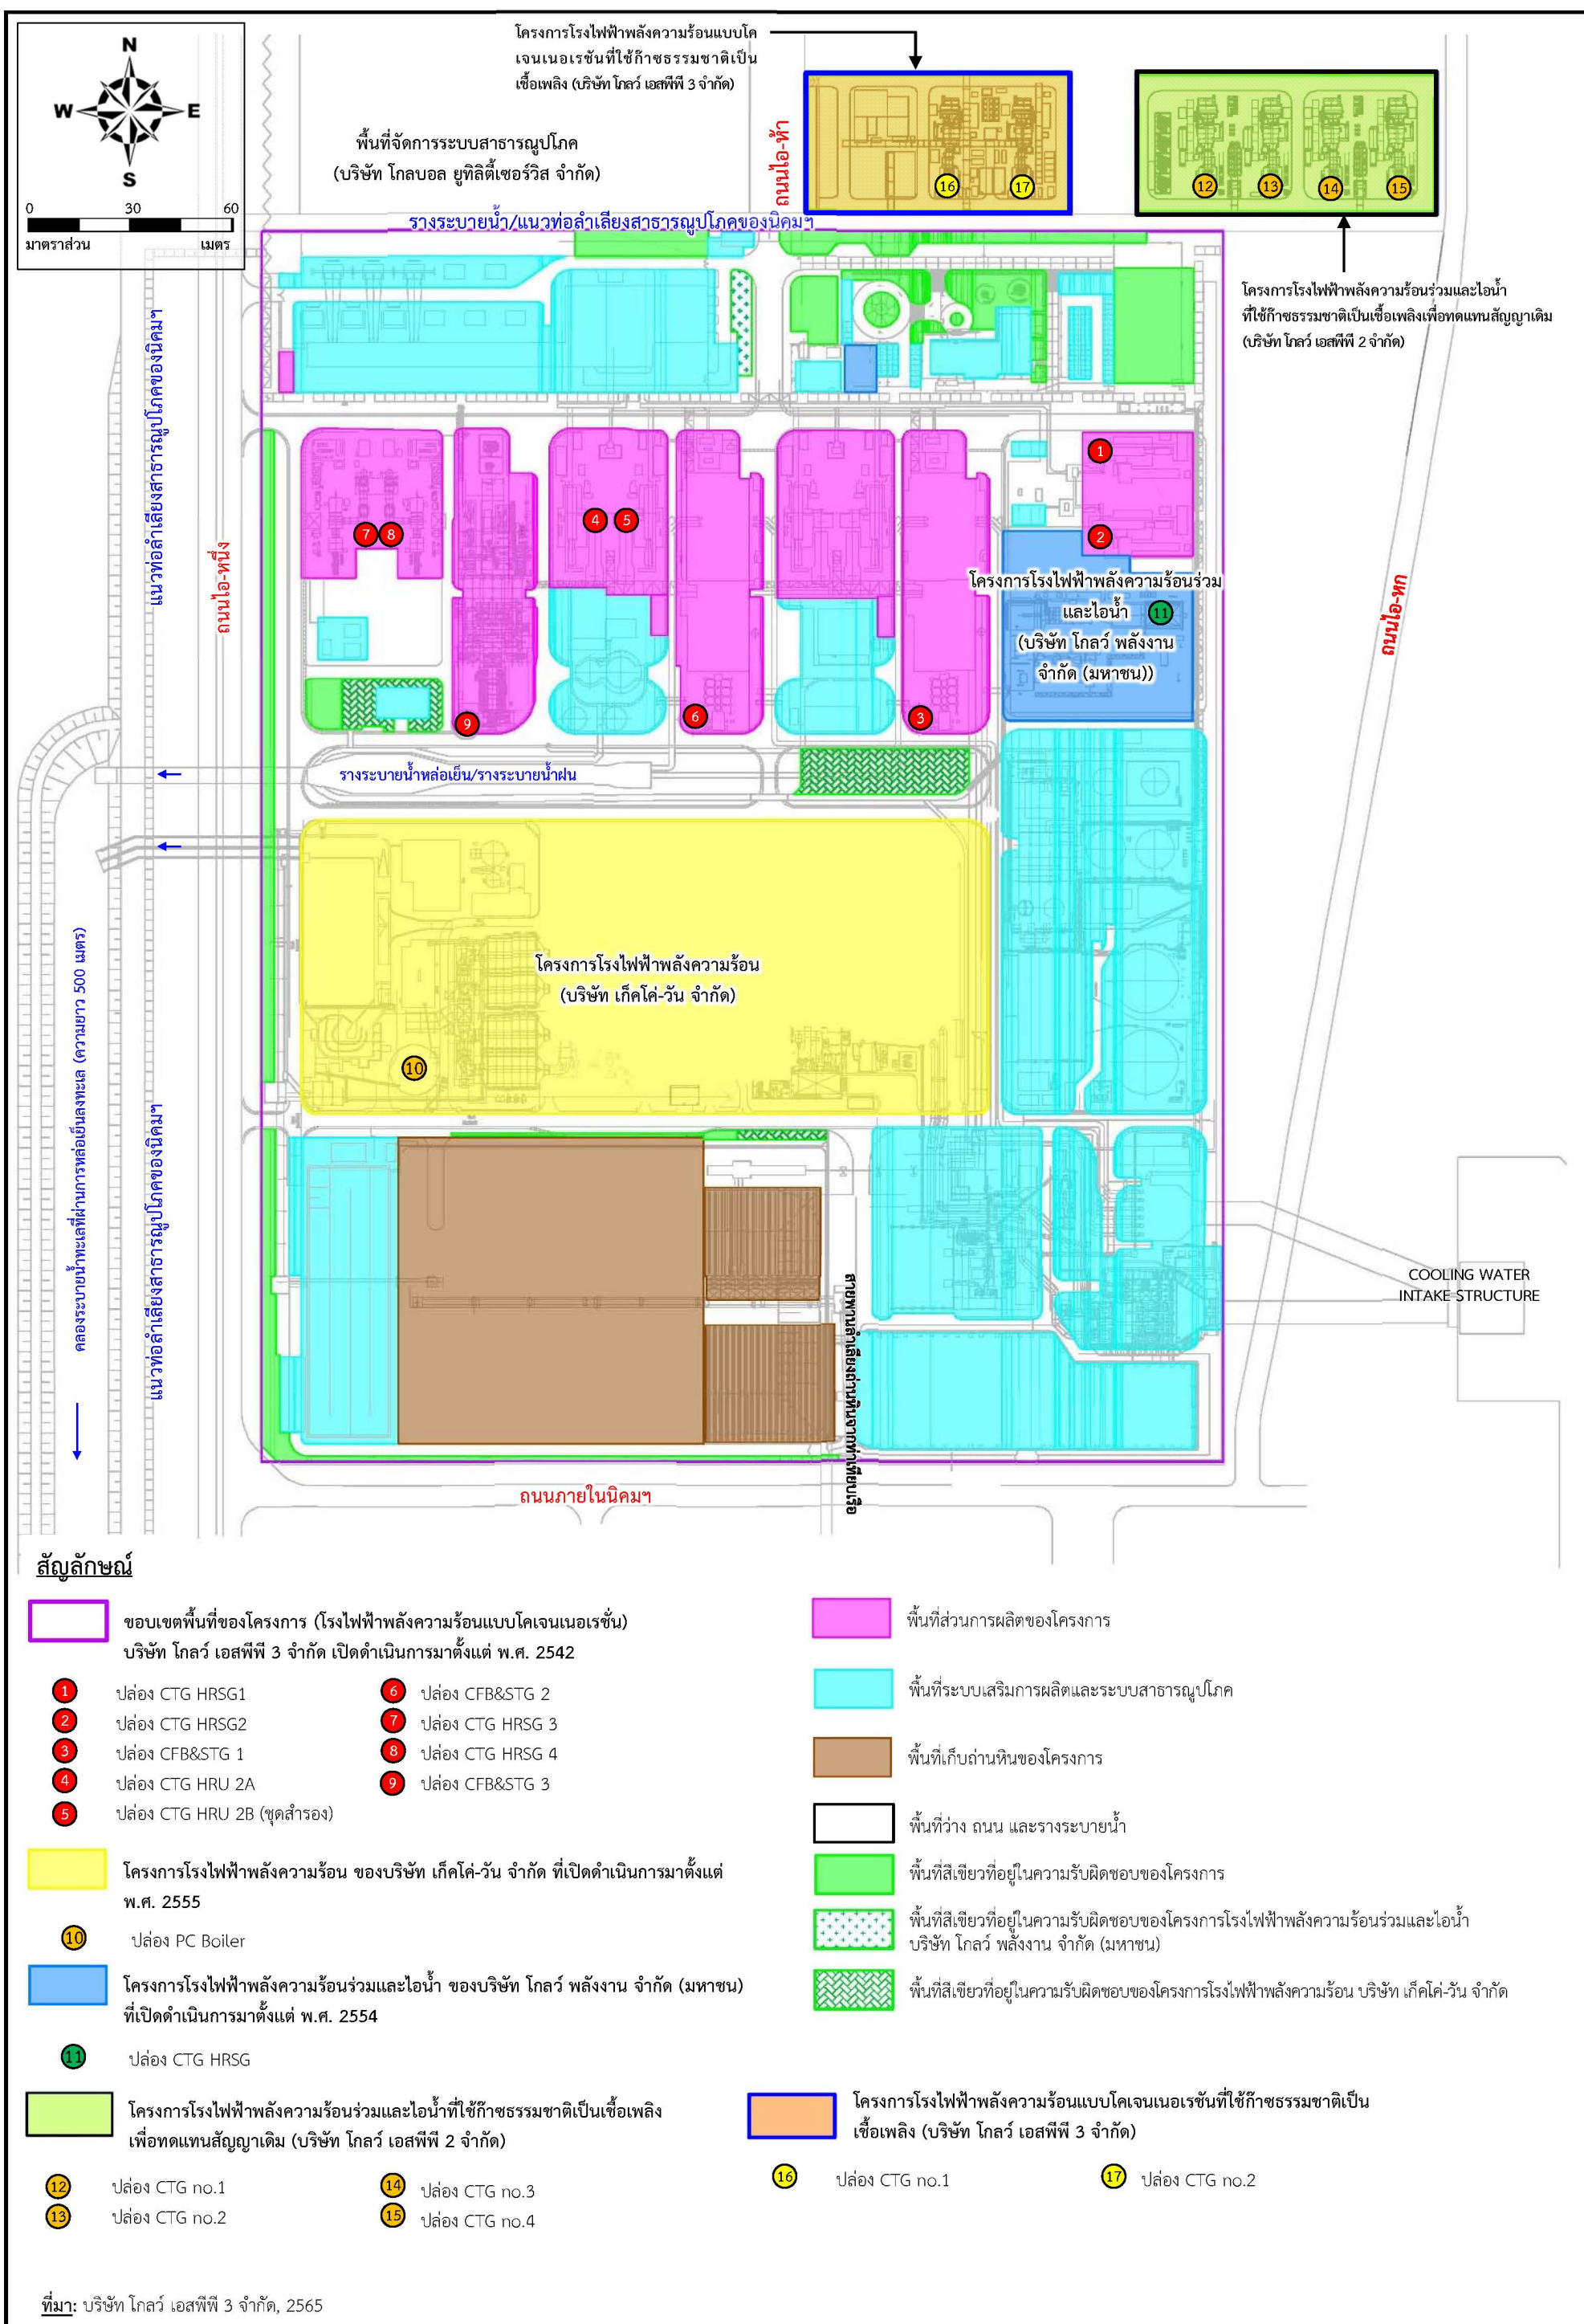 N
W
E
S
0 30 60
มาตราส่วน เมตร
โครงการโรงไฟฟ้าพลังความร้อนแบบโค
เจนเนอเรชันที่ใช้ก๊าซธรรมชาติเป็น
เชื้อเพลิง (บริษัท โกลว์ เอสพีพี 3 จำกัด)
พื้นที่จัดการระบบสาธารณูปโภค
(บริษัท โกลบอล ยูทิลิตี้เซอร์วิส จำกัด)
ถนนไอ-ห้า
16 17
12 13 14 15
รางระบายน้ำ/แนวท่อลำเลียงสาธารณูปโภคของนิคมฯ
โครงการโรงไฟฟ้าพลังความร้อนร่วมและไอน้ำ
ที่ใช้ก๊าซธรรมชาติเป็นเชื้อเพลิงเพื่อทดแทนสัญญาเดิม
(บริษัท โกลว์ เอสพีพี 2 จำกัด)
แนวท่อลำเลียงสาธารณูปโภคของนิคมฯ
ถนนไอ-หนึ่ง
1
4 5
7 8
2
โครงการโรงไฟฟ้าพลังความร้อนร่วม
และไอน้ำ
11
(บริษัท โกลว์ พลังงาน
จำกัด (มหาชน))
ถนนไอ-หก
9
6
3
รางระบายน้ำหล่อเย็น/รางระบายน้ำฝน
โครงการโรงไฟฟ้าพลังความร้อน
(บริษัท เก็คโค่-วัน จำกัด)
10
คลองระบายน้ำทะเลที่ผ่านการหล่อเย็นลงทะเล (ความยาว 500 เมตร)
แนวท่อลำเลียงสาธารณูปโภคของนิคมฯ
สายพานลำเลียงถ่านหินจากท่าเทียบเรือ
COOLING WATER
INTAKE STRUCTURE
ถนนภายในนิคมฯ
สัญลักษณ์
ขอบเขตพื้นที่ของโครงการ (โรงไฟฟ้าพลังความร้อนแบบโคเจนเนอเรชั่น)
บริษัท โกลว์ เอสพีพี 3 จำกัด เปิดดำเนินการมาตั้งแต่ พ.ศ. 2542
1 ปล่อง CTG HRSG1
2 ปล่อง CTG HRSG2
3 ปล่อง CFB&STG 1
4 ปล่อง CTG HRU 2A
5 ปล่อง CTG HRU 2B (ชุดสำรอง)
6 ปล่อง CFB&STG 2
7 ปล่อง CTG HRSG 3
8 ปล่อง CTG HRSG 4
9 ปล่อง CFB&STG 3
โครงการโรงไฟฟ้าพลังความร้อน ของบริษัท เก็คโค่-วัน จำกัด ที่เปิดดำเนินการมาตั้งแต่
พ.ศ. 2555
10 ปล่อง PC Boiler
โครงการโรงไฟฟ้าพลังความร้อนร่วมและไอน้ำ ของบริษัท โกลว์ พลังงาน จำกัด (มหาชน)
ที่เปิดดำเนินการมาตั้งแต่ พ.ศ. 2554
11 ปล่อง CTG HRSG
โครงการโรงไฟฟ้าพลังความร้อนร่วมและไอน้ำที่ใช้ก๊าซธรรมชาติเป็นเชื้อเพลิง
เพื่อทดแทนสัญญาเดิม (บริษัท โกลว์ เอสพีพี 2 จำกัด)
12 ปล่อง CTG no.1
13 ปล่อง CTG no.2
14 ปล่อง CTG no.3
15 ปล่อง CTG no.4
พื้นที่ส่วนการผลิตของโครงการ
พื้นที่ระบบเสริมการผลิตและระบบสาธารณูปโภค
พื้นที่เก็บถ่านหินของโครงการ
พื้นที่ว่าง ถนน และรางระบายน้ำ
พื้นที่สีเขียวที่อยู่ในความรับผิดชอบของโครงการ
พื้นที่สีเขียวที่อยู่ในความรับผิดชอบของโครงการโรงไฟฟ้าพลังความร้อนร่วมและไอน้ำ
บริษัท โกลว์ พลังงาน จำกัด (มหาชน)
พื้นที่สีเขียวที่อยู่ในความรับผิดชอบของโครงการโรงไฟฟ้าพลังความร้อน บริษัท เก็คโค่-วัน จำกัด
โครงการโรงไฟฟ้าพลังความร้อนแบบโคเจนเนอเรชันที่ใช้ก๊าซธรรมชาติเป็น
เชื้อเพลิง (บริษัท โกลว์ เอสพีพี 3 จำกัด)
16 ปล่อง CTG no.1
17 ปล่อง CTG no.2
ที่มา: บริษัท โกลว์ เอสพีพี 3 จำกัด, 2565